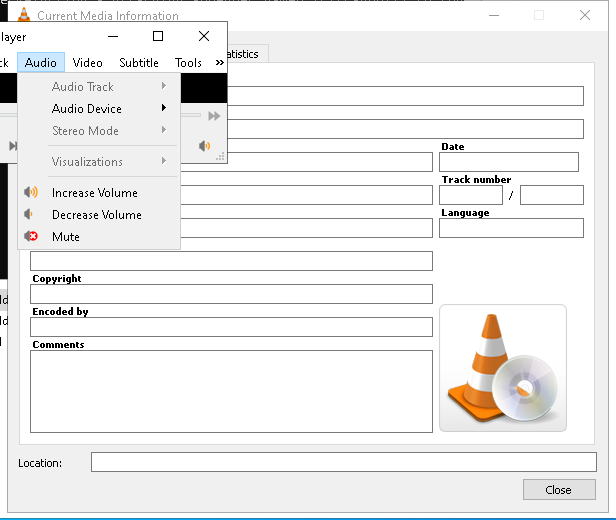 Current Media Information
layer
ck Audio Video Subtitle Tools »
atistics
Audio Track
Audio Device
Stereo Mode
Visualizations
Increase Volume
Decrease Volume
Mute
Date
Track number
/
Language
Copyright
Encoded by
Comments
Location:
Close